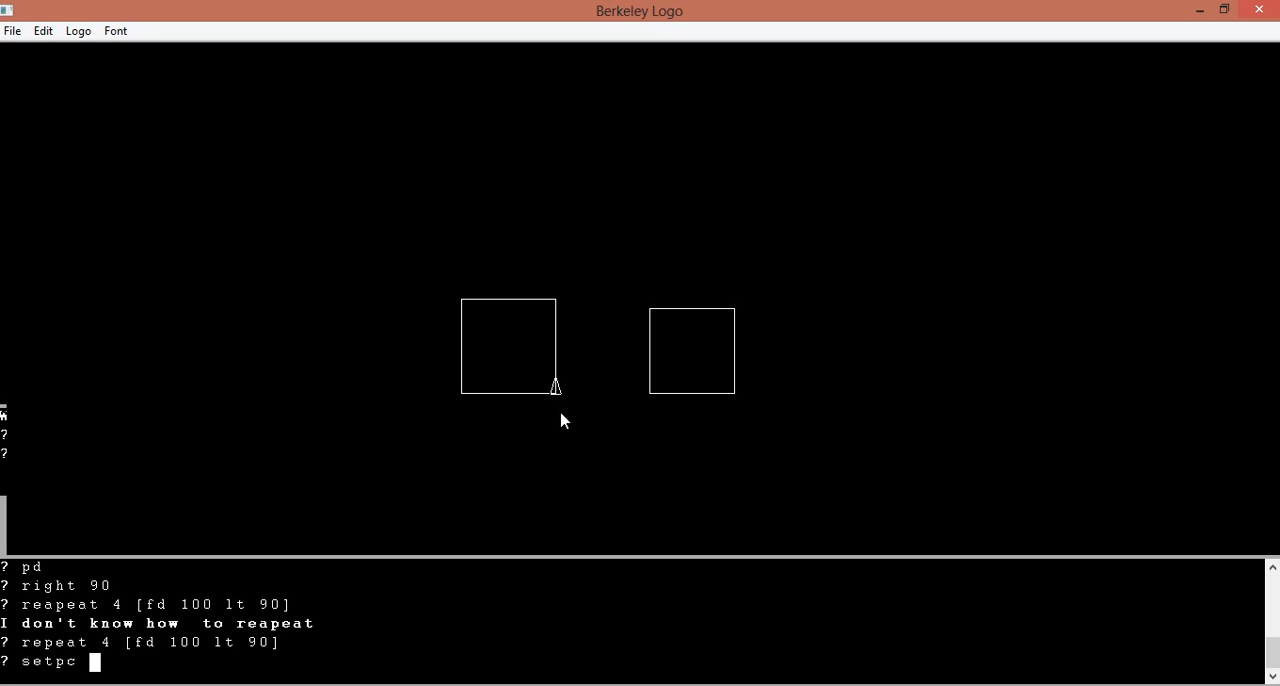 Berkeley Logo
File Edit Logo Font
W
?
?
? pd
? right 90
? reapeat 4 [fd 100 lt 90]
I don't know how  to reapeat
? repeat 4 [fd 100 lt 90]
? setpc